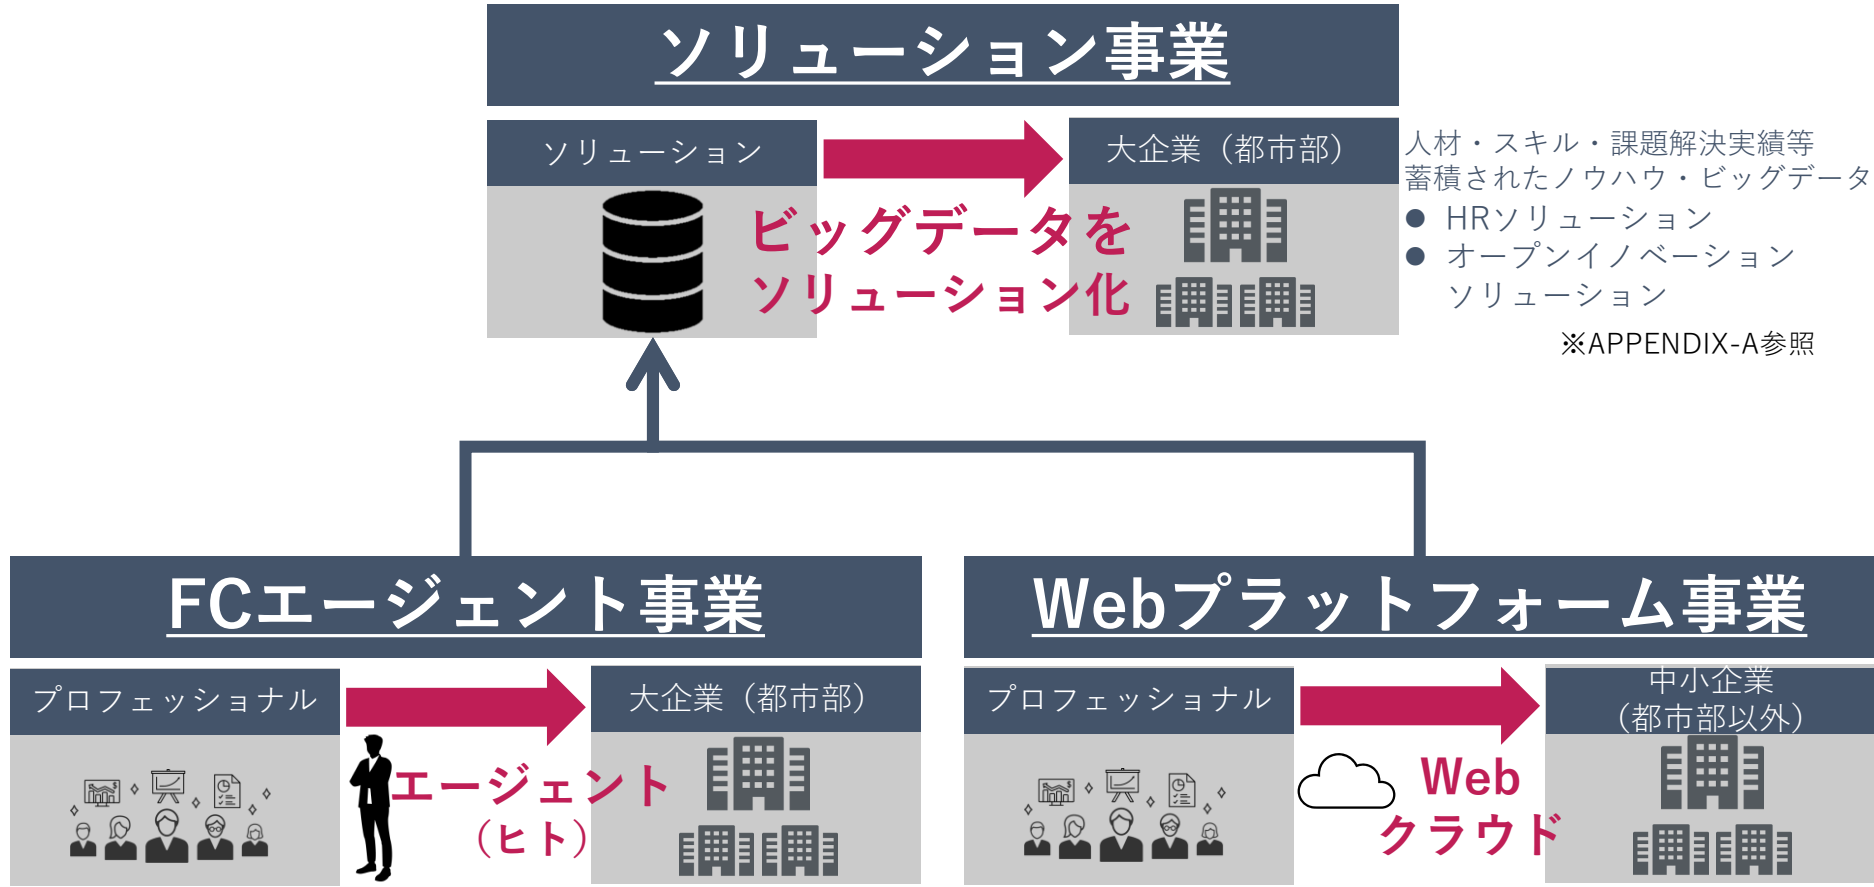 ソリューション事業
ソリューション
大企業（都市部）
ビッグデータを
ソリューション化
人材・スキル・課題解決実績等
蓄積されたノウハウ・ビッグデータ
● HRソリューション
● オープンイノベーション
ソリューション
※APPENDIX-A参照
FCエージェント事業
プロフェッショナル
大企業（都市部）
エージェント
（ヒト）
Webプラットフォーム事業
プロフェッショナル
中小企業
（都市部以外）
Web
クラウド